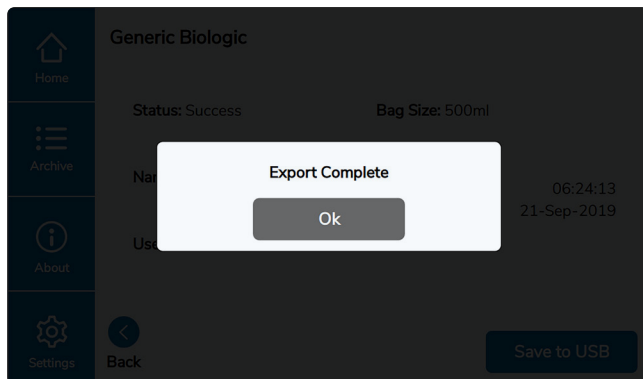 Generic Biologic
Home
Status: Success
Bag Size: 500ml
Archive
Export Complete
06:24:13
21-Sep-2019
Ok
About
Settings
Back
Save to USB